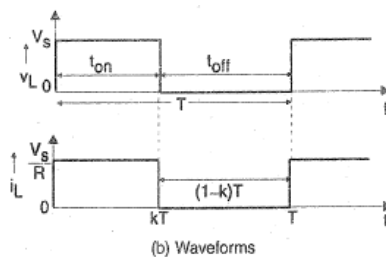 Vs
ton
toff
vL
0
T
t
Vs
R
iL
(1-k)T
0
kT
T
t
(b) Waveforms